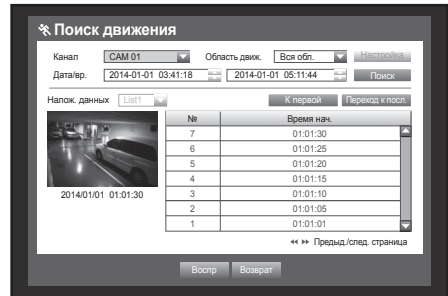 Поиск движения
Канал CAM 01 Область движ. Вся обл. Настройка
Дата/вр. 2014-01-01 03:41:18 2014-01-01 05:11:44 Поиск
Налож. данных List1 К первой Переход к посл.
№ Время нач.
7 01:01:30
6 01:01:25
5 01:01:20
4 01:01:15
3 01:01:10
2 01:01:05
1 01:01:01
2014/01/01 01:01:30
Предыд./след. страница
Воспр Возврат